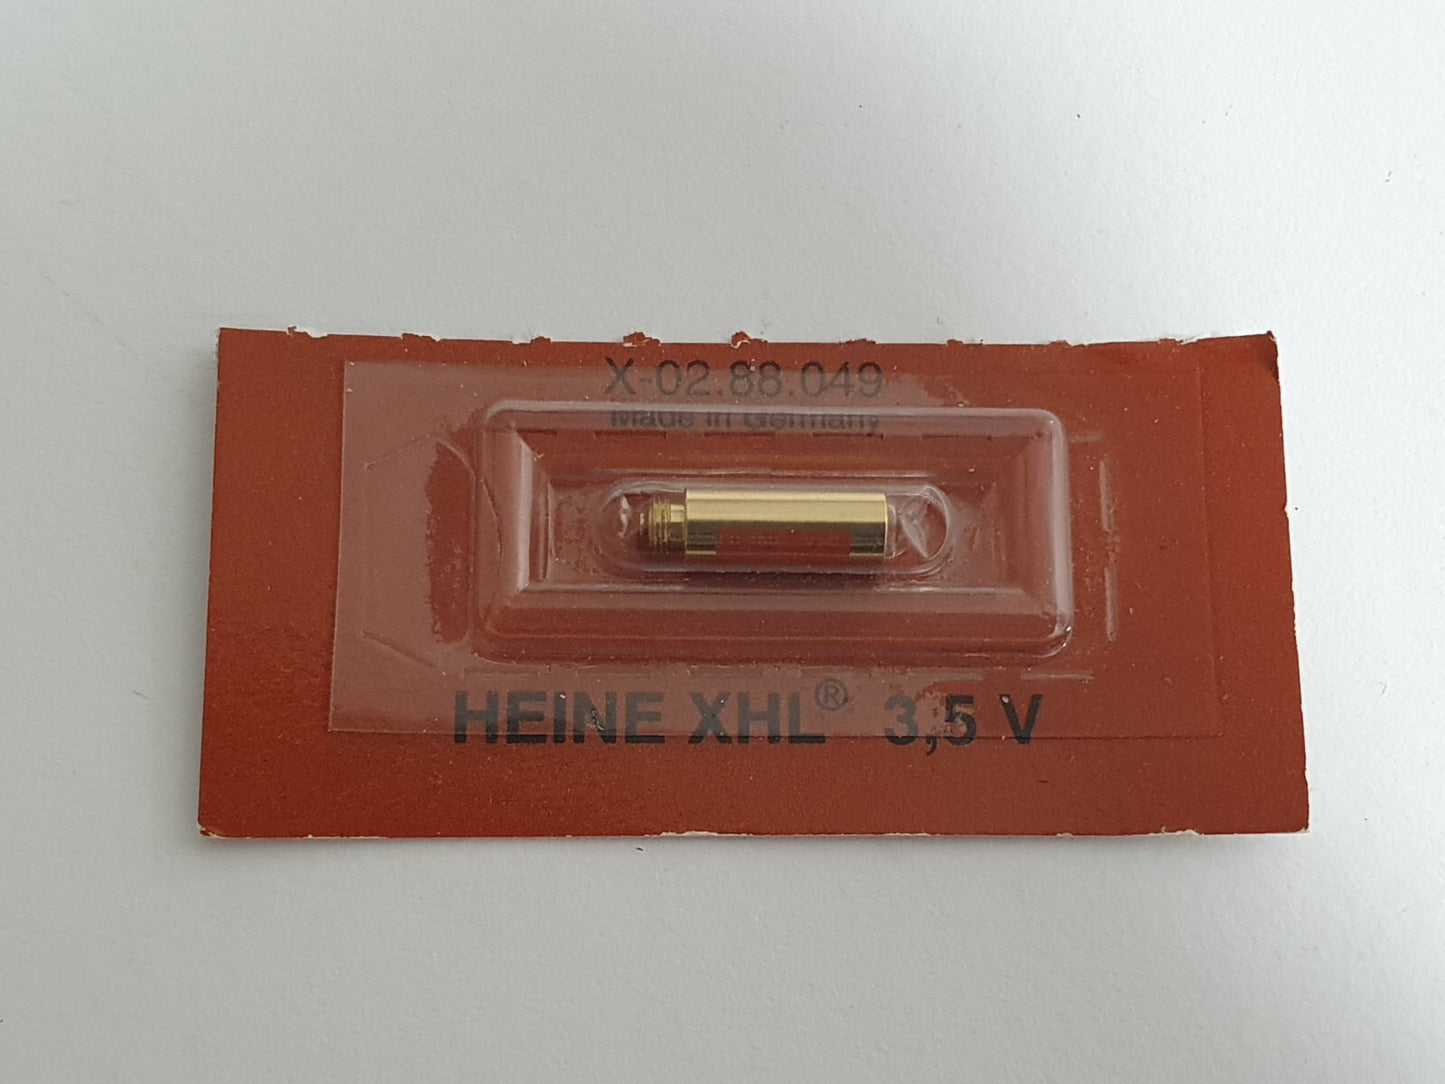 X-02.88.049
Made in Germany
HEINE XHL® 3,5 V